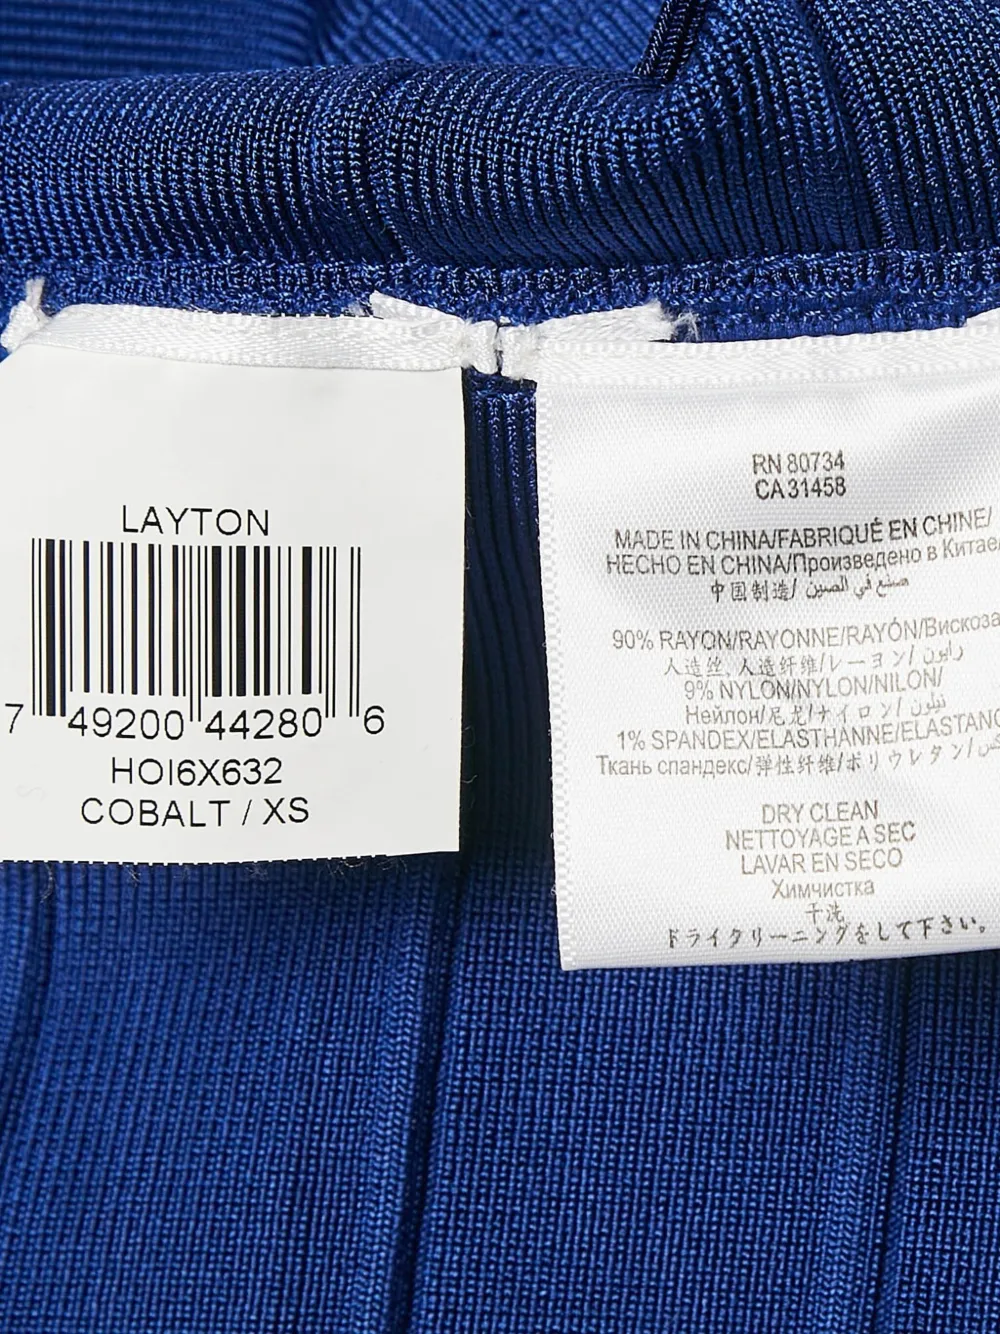 LAYTON
7 49200 44280 6
HOI6X632
COBALT / XS
RN 80734
CA 31458
MADE IN CHINA/FABRIQUÉ EN CHINE/
HECHO EN CHINA/Произведено в Китае/
中国制造/ صنع في الصين
90% RAYON/RAYONNE/RAYÓN/Вискоза
人造丝, 人造纤维/レーヨン/ رايون/
9% NYLON/NYLON/NILON/
Нейлон/尼龙/ナイロン/ نيلون/
1% SPANDEX/ELASTHANNE/ELASTANO
Ткань спандекс/弹性纤维/ポリウレタン/
DRY CLEAN
NETTOYAGE A SEC
LAVAR EN SECO
Химчистка
干洗
ドライクリーニングをして下さい。